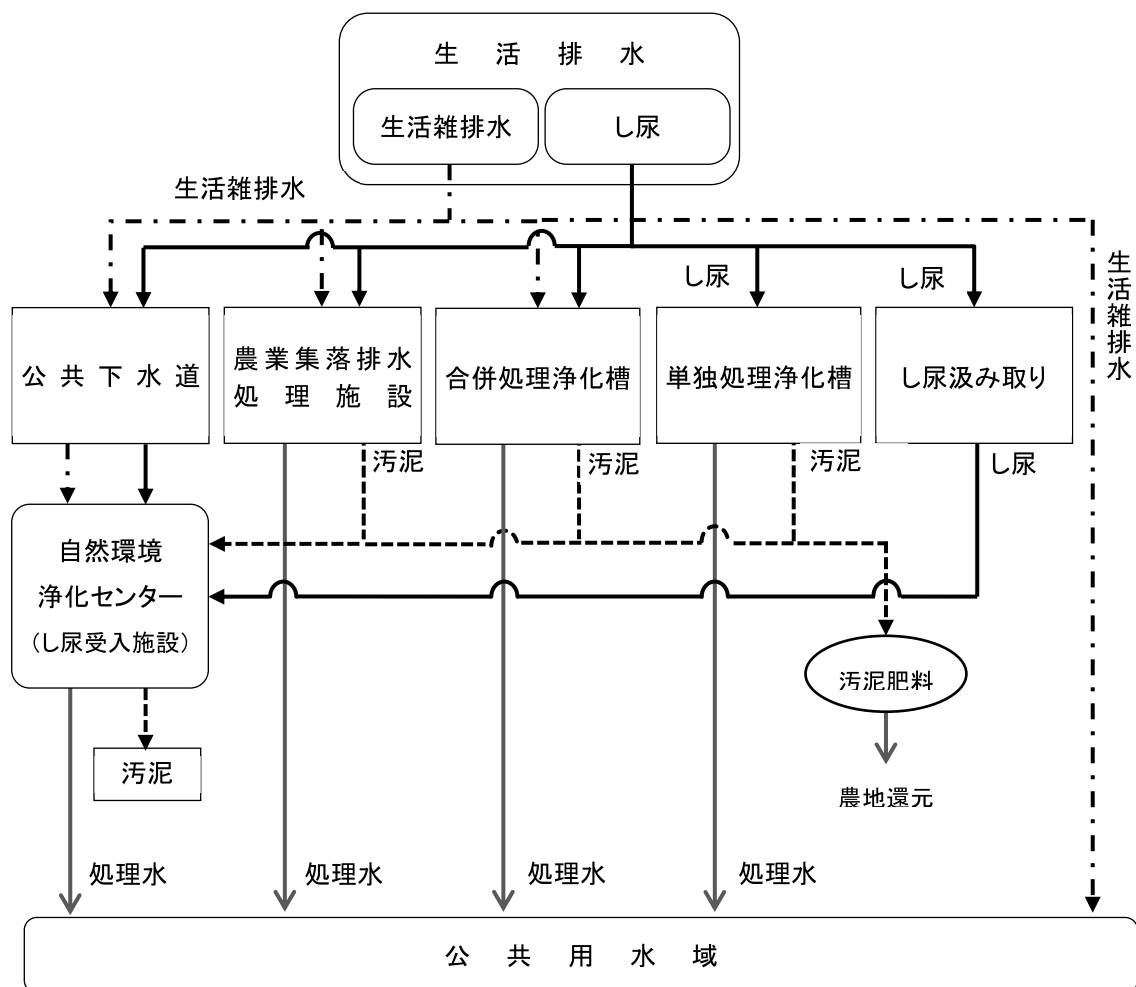 生活排水
生活雑排水
し尿
生活雑排水
し尿
し尿
生活雑排水
公共下水道
農業集落排水
処理施設
合併処理浄化槽
単独処理浄化槽
し尿汲み取り
汚泥
汚泥
汚泥
し尿
自然環境
浄化センター
（し尿受入施設）
汚泥肥料
汚泥
農地還元
処理水
処理水
処理水
処理水
公共用水域